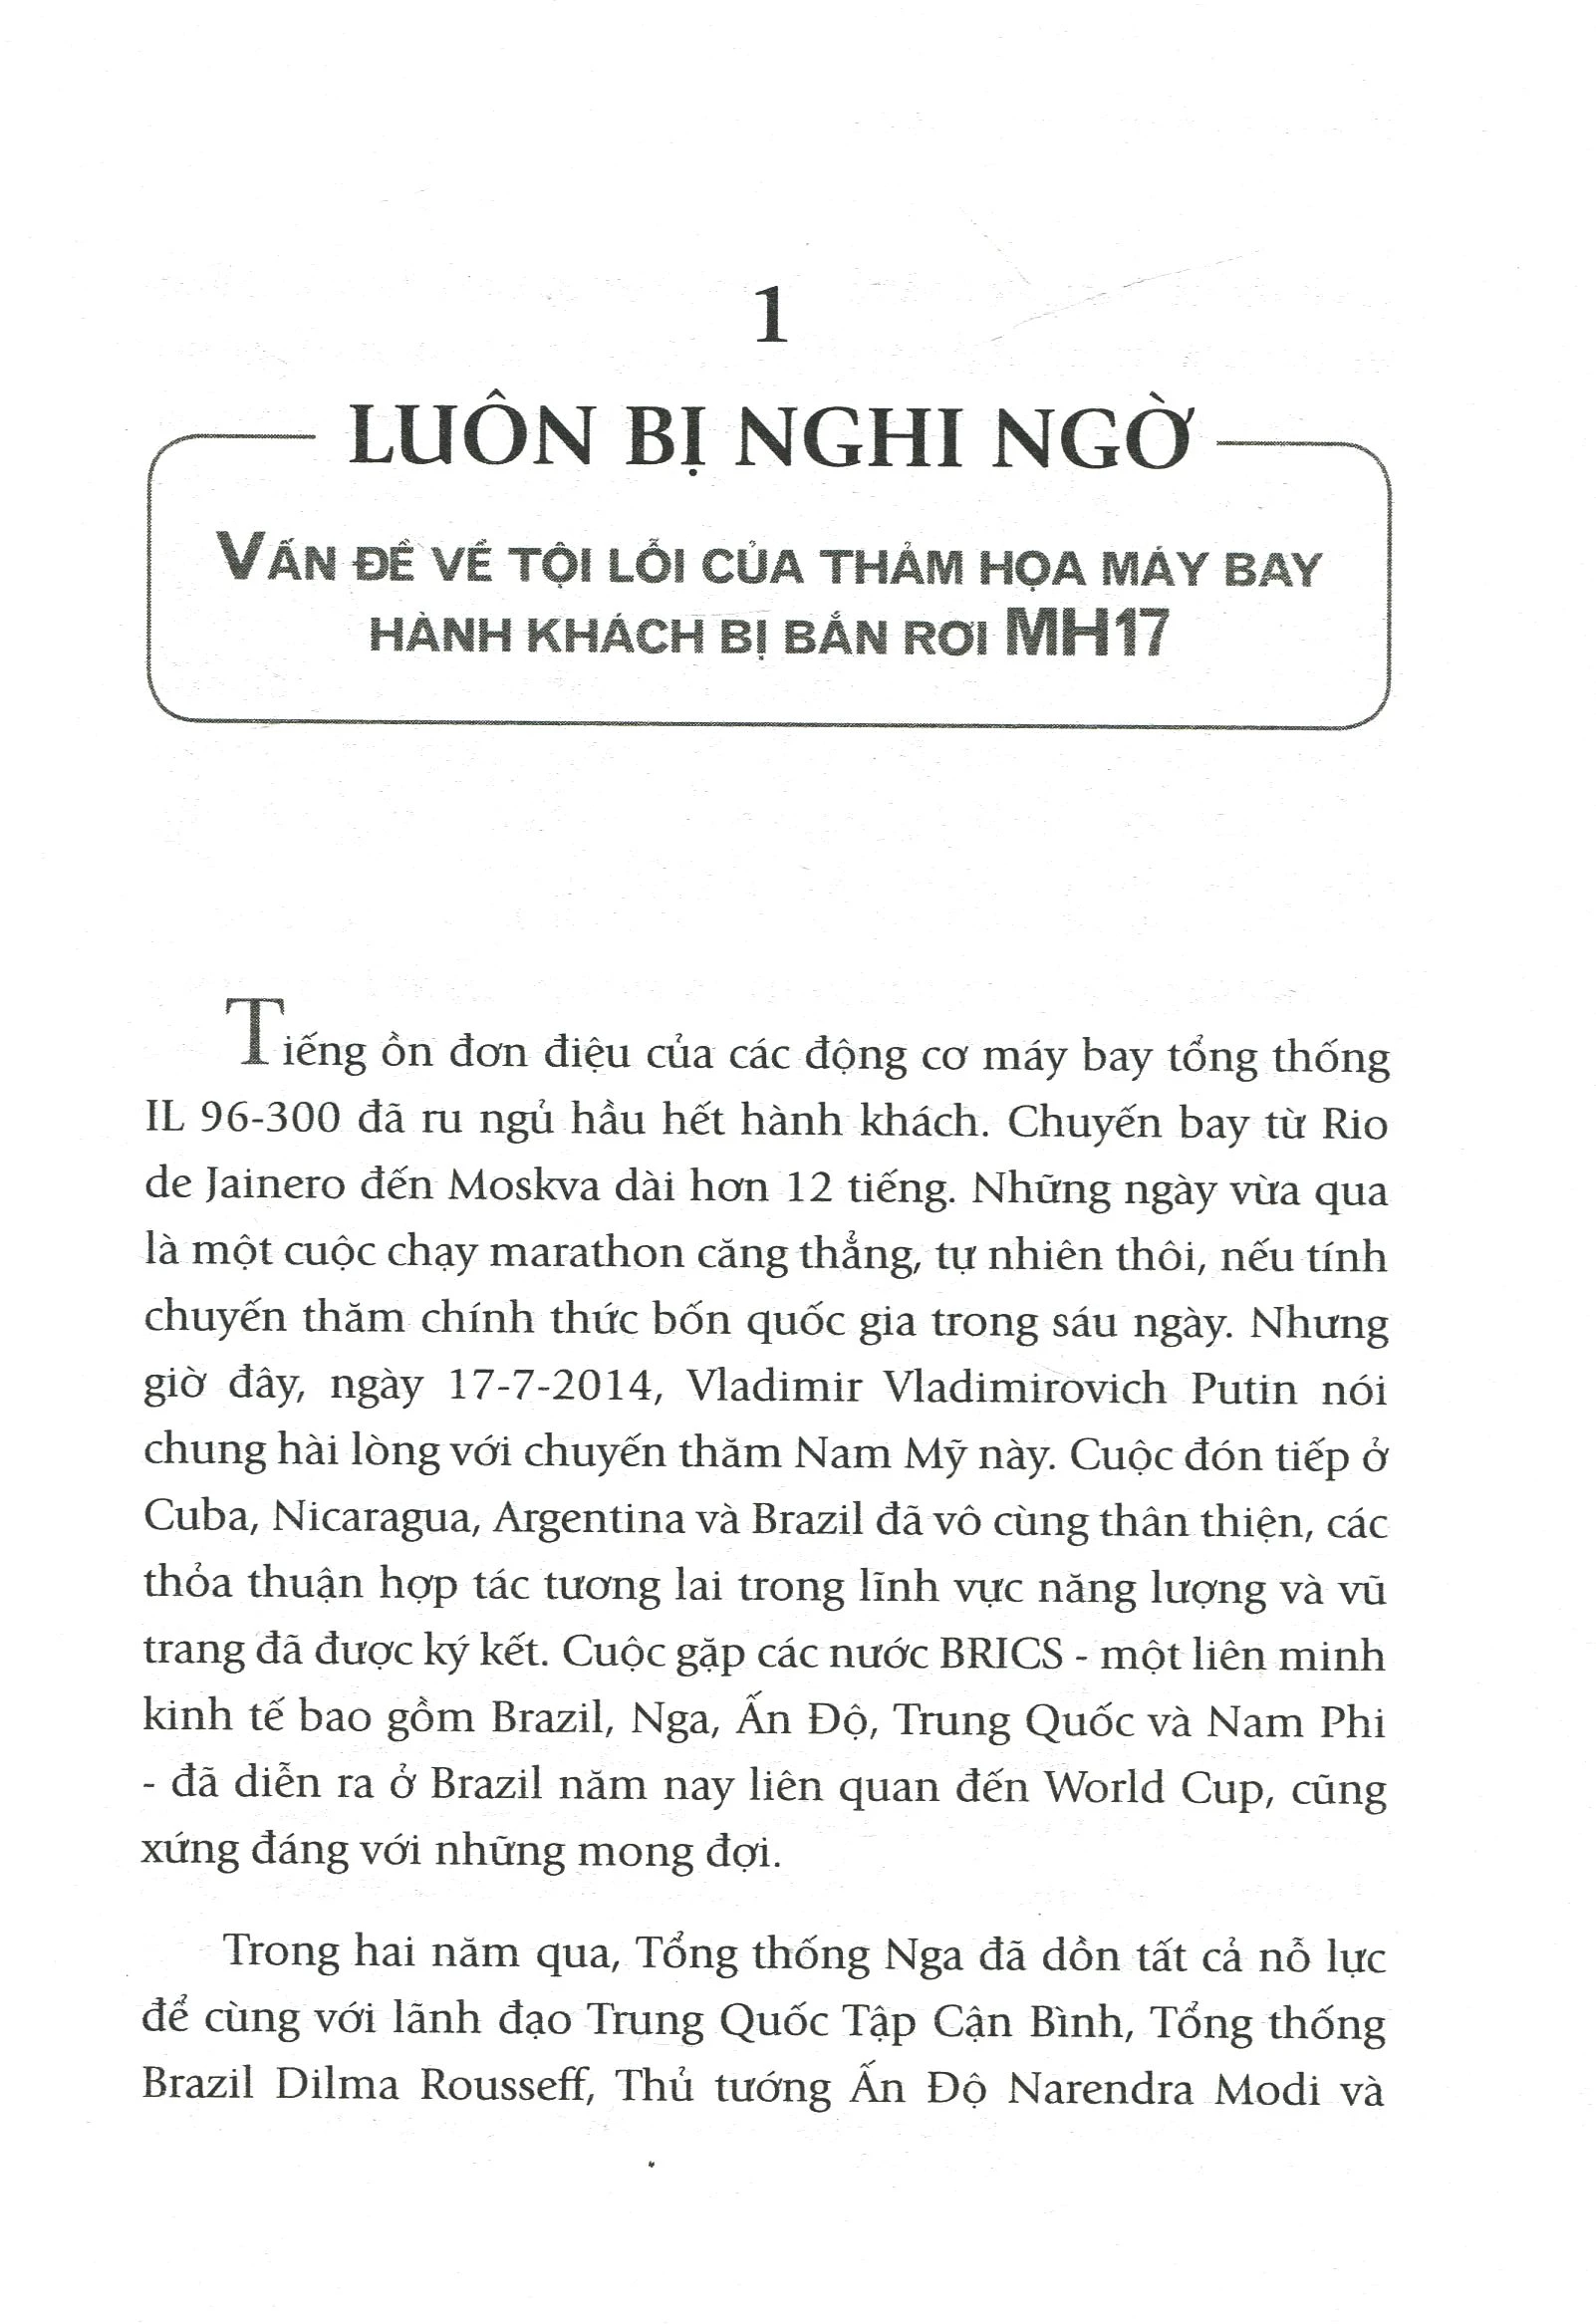 1
LUÔN BỊ NGHI NGỜ
VẤN ĐỀ VỀ TỘI LỖI CỦA THẢM HỌA MÁY BAY
HÀNH KHÁCH BỊ BẮN RƠI MH17
Tiếng ồn đơn điệu của các động cơ máy bay tổng thống
IL 96-300 đã ru ngủ hầu hết hành khách. Chuyến bay từ Rio
de Jainero đến Moskva dài hơn 12 tiếng. Những ngày vừa qua
là một cuộc chạy marathon căng thẳng, tự nhiên thôi, nếu tính
chuyến thăm chính thức bốn quốc gia trong sáu ngày. Nhưng
giờ đây, ngày 17-7-2014, Vladimir Vladimirovich Putin nói
chung hài lòng với chuyến thăm Nam Mỹ này. Cuộc đón tiếp ở
Cuba, Nicaragua, Argentina và Brazil đã vô cùng thân thiện, các
thỏa thuận hợp tác tương lai trong lĩnh vực năng lượng và vũ
trang đã được ký kết. Cuộc gặp các nước BRICS - một liên minh
kinh tế bao gồm Brazil, Nga, Ấn Độ, Trung Quốc và Nam Phi
- đã diễn ra ở Brazil năm nay liên quan đến World Cup, cũng
xứng đáng với những mong đợi.
Trong hai năm qua, Tổng thống Nga đã dồn tất cả nỗ lực
để cùng với lãnh đạo Trung Quốc Tập Cận Bình, Tổng thống
Brazil Dilma Rousseff, Thủ tướng Ấn Độ Narendra Modi và